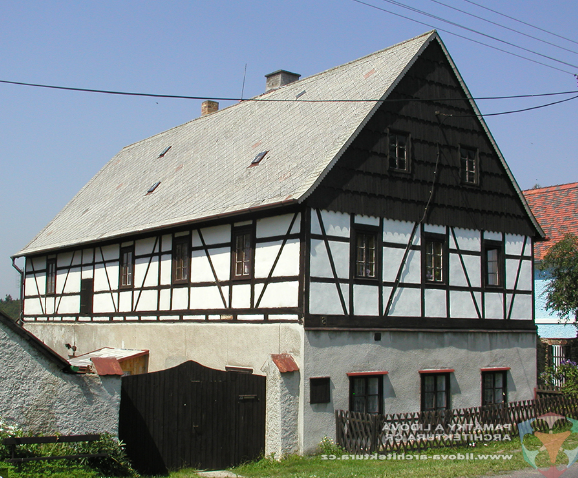 PAMÁTKY A LIDOVÁ
ARCHITEKTURA
www.lidova-architektura.cz